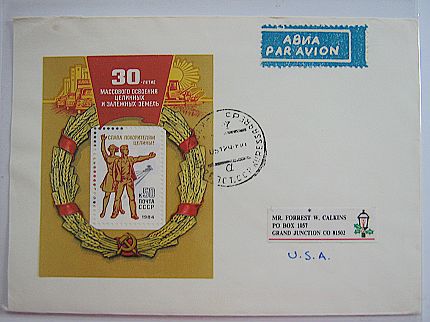 АВИА
PAR AVION
30-ЛЕТИЕ
МАССОВОГО ОСВОЕНИЯ
ЦЕЛИННЫХ
И ЗАЛЕЖНЫХ ЗЕМЕЛЬ
СЛАВА ПОКОРИТЕЛЯМ
ЦЕЛИНЫ!
50
К
ПОЧТА
СССР
1984
MR. FORREST W. CALKINS
PO BOX 1057
GRAND JUNCTION CO 81502
U.S.A.